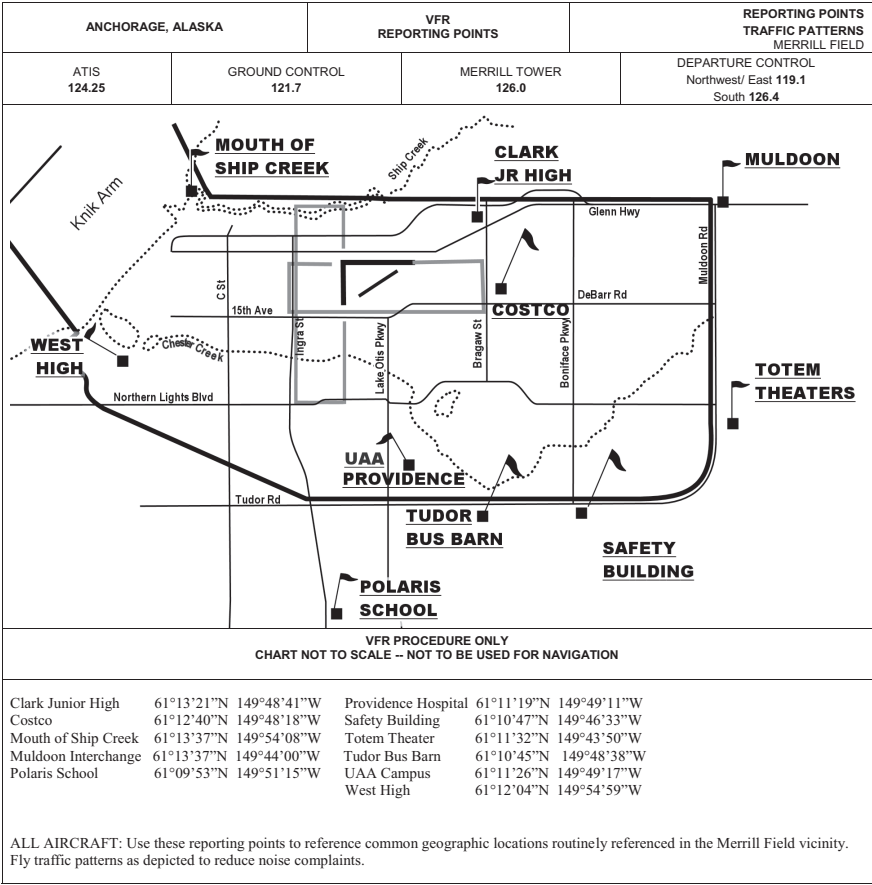 ANCHORAGE, ALASKA
VFR
REPORTING POINTS
REPORTING POINTS
TRAFFIC PATTERNS
MERRILL FIELD
ATIS
124.25
GROUND CONTROL
121.7
MERRILL TOWER
126.0
DEPARTURE CONTROL
Northwest/ East 119.1
South 126.4
MOUTH OF
SHIP CREEK
Ship Creek
CLARK
JR HIGH
MULDOON
Knik Arm
Glenn Hwy
Muldoon Rd
C St
COSTCO
DeBarr Rd
15th Ave
Ingra St
Lake Otis Pkwy
Bragaw St
Boniface Pkwy
WEST
HIGH
Chester Creek
TOTEM
THEATERS
Northern Lights Blvd
UAA
PROVIDENCE
Tudor Rd
TUDOR
BUS BARN
SAFETY
BUILDING
POLARIS
SCHOOL
VFR PROCEDURE ONLY
CHART NOT TO SCALE -- NOT TO BE USED FOR NAVIGATION
Clark Junior High 61°13'21”N 149°48'41”W
Costco 61°12'40”N 149°48'18”W
Mouth of Ship Creek 61°13'37”N 149°54'08”W
Muldoon Interchange 61°13'37”N 149°44'00”W
Polaris School 61°09'53”N 149°51'15”W
Providence Hospital 61°11'19”N 149°49'11”W
Safety Building 61°10'47”N 149°46'33”W
Totem Theater 61°11'32”N 149°43'50”W
Tudor Bus Barn 61°10'45”N 149°48'38”W
UAA Campus 61°11'26”N 149°49'17”W
West High 61°12'04”N 149°54'59”W
ALL AIRCRAFT: Use these reporting points to reference common geographic locations routinely referenced in the Merrill Field vicinity.
Fly traffic patterns as depicted to reduce noise complaints.